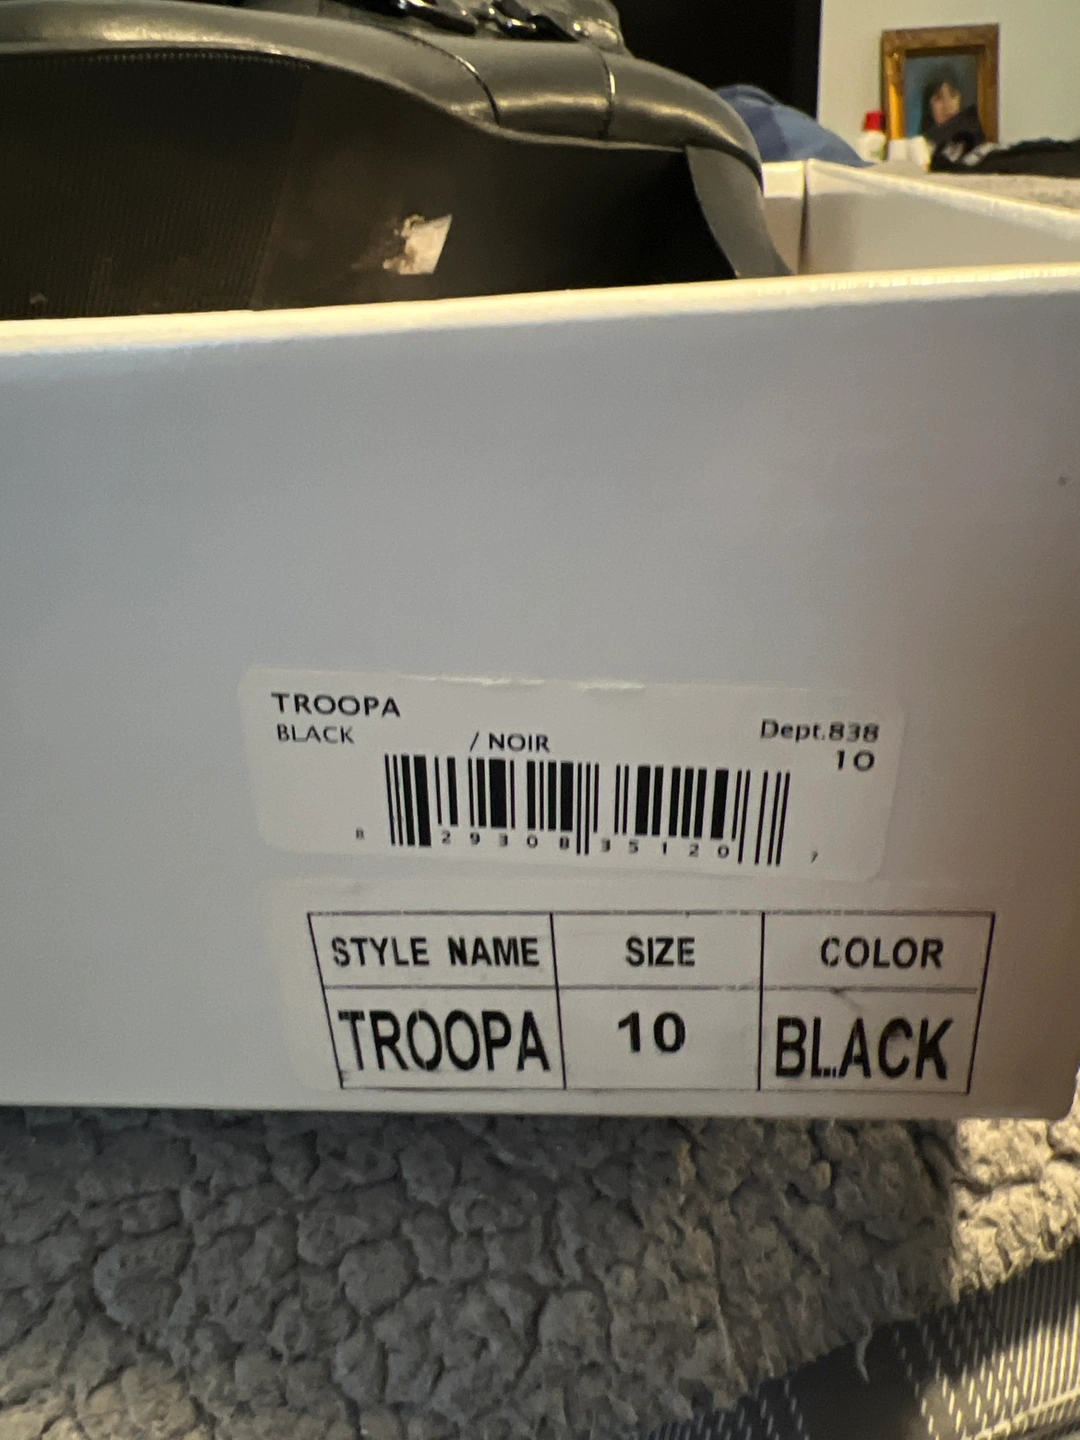 TROOPA
BLACK / NOIR
Dept.838
10
8 29308 35120 7
STYLE NAME SIZE COLOR
TROOPA 10 BLACK